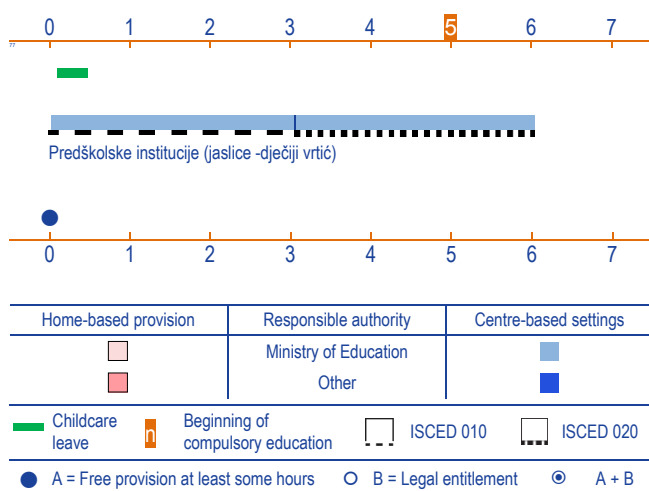 0 1 2 3 4 5 6 7
77
Predškolske institucije (jaslice -dječiji vrtić)
0 1 2 3 4 5 6 7
Home-based provision Responsible authority Centre-based settings
Ministry of Education
Other
Childcare leave
n
Beginning of compulsory education
ISCED 010
ISCED 020
A = Free provision at least some hours B = Legal entitlement A + B